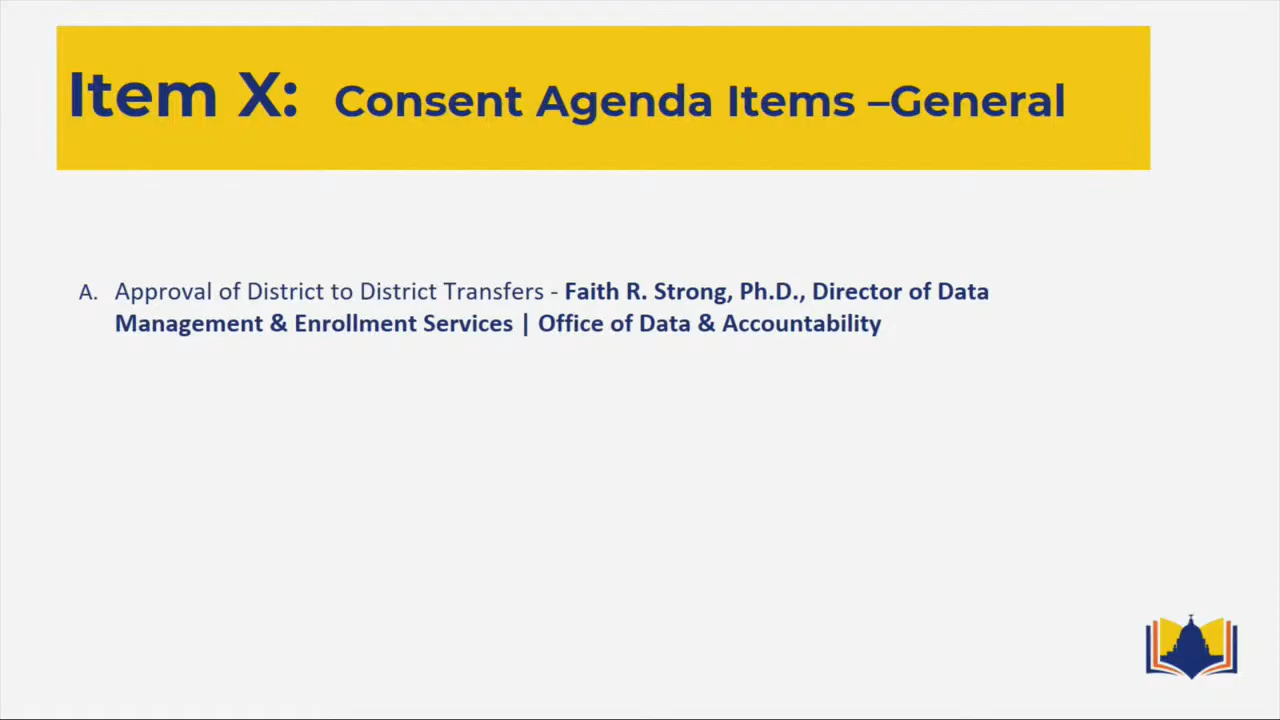 Item X: Consent Agenda Items –General
A. Approval of District to District Transfers - Faith R. Strong, Ph.D., Director of Data
Management & Enrollment Services | Office of Data & Accountability